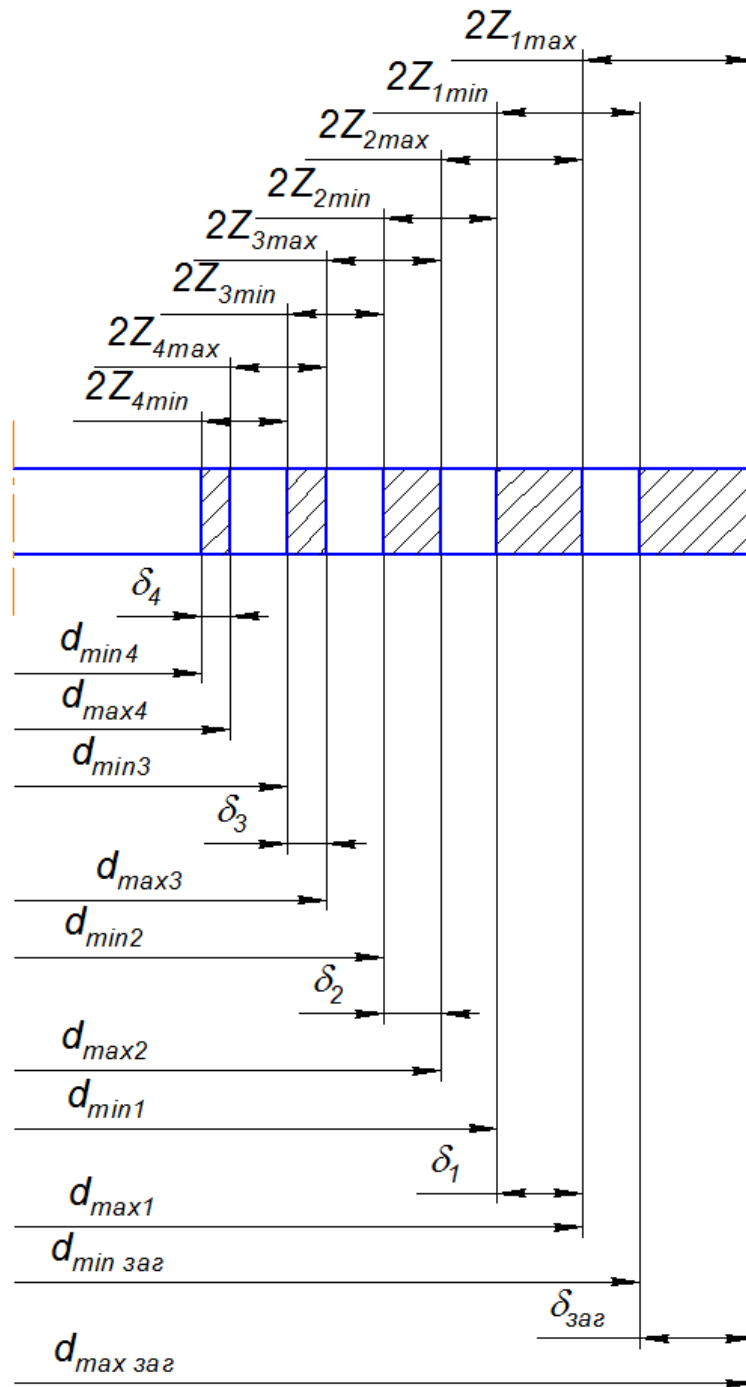 2Z1max
2Z1min
2Z2max
2Z2min
2Z3max
2Z3min
2Z4max
2Z4min
δ4
dmin4
dmax4
dmin3
δ3
dmax3
dmin2
δ2
dmax2
dmin1
δ1
dmax1
dmin заг
δзаг
dmax заг